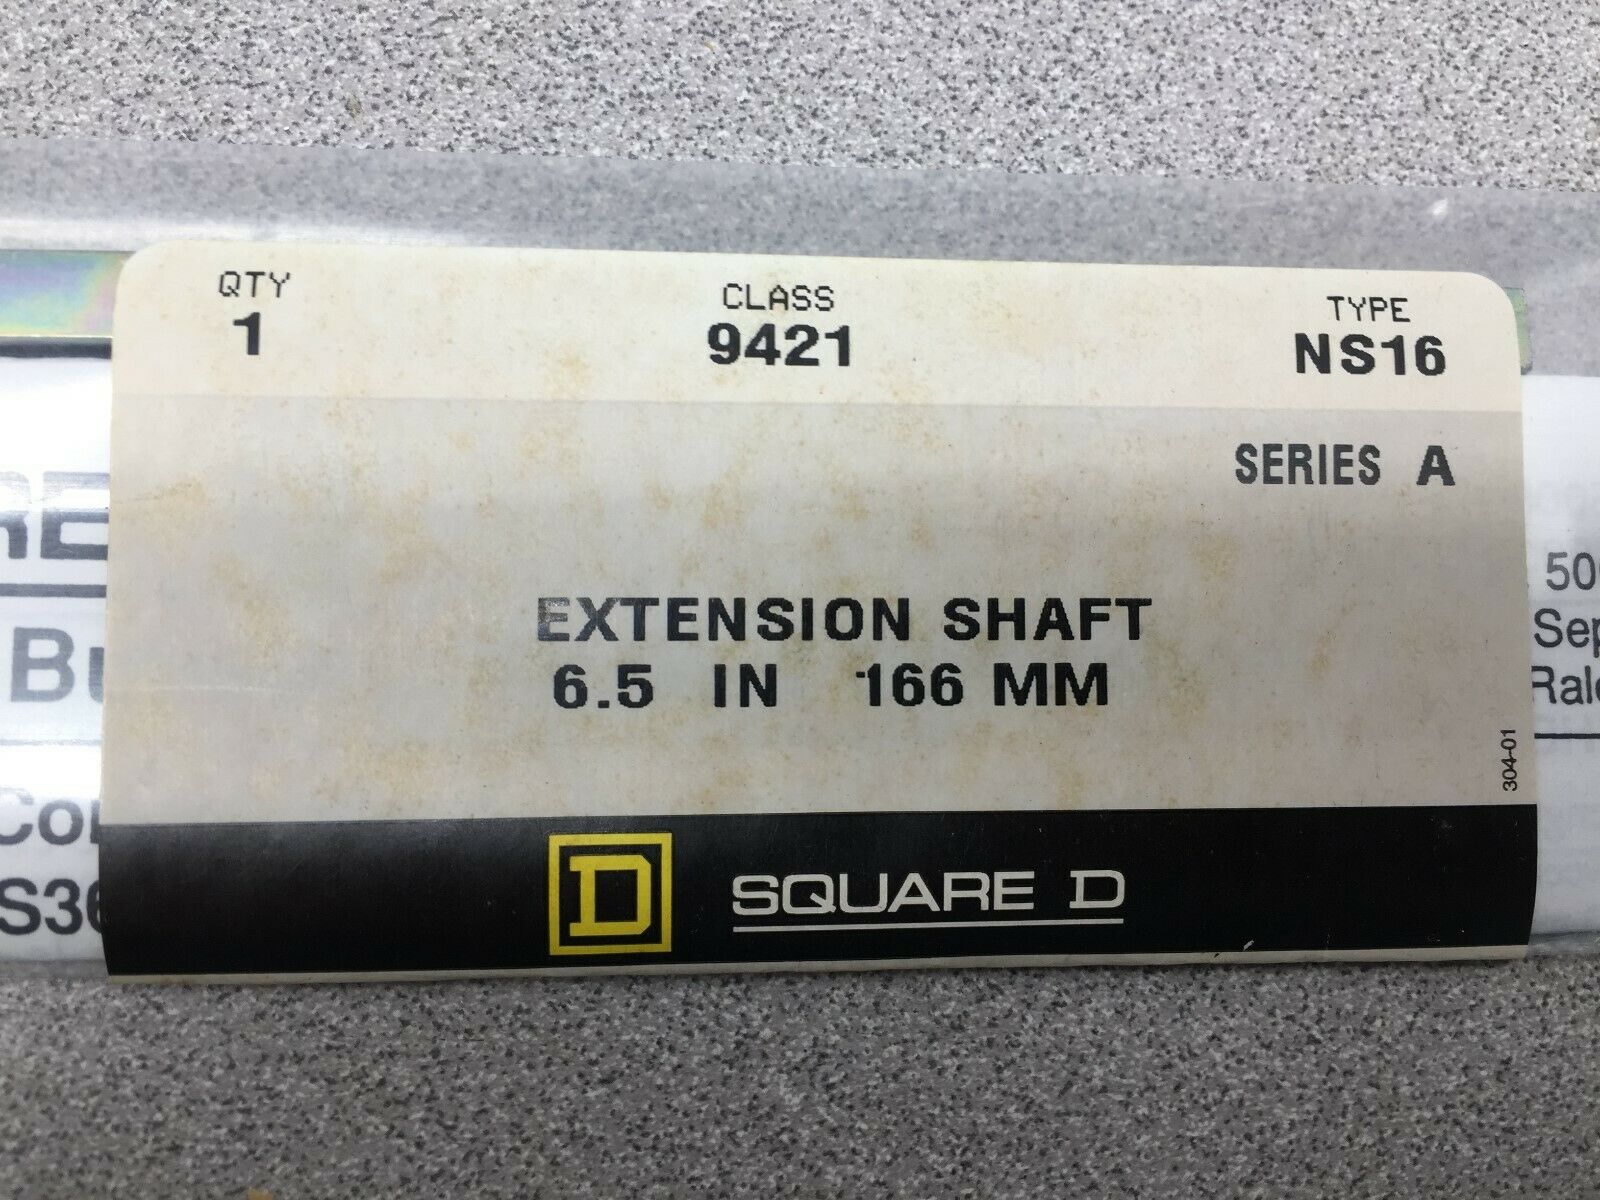 QTY CLASS TYPE
1 9421 NS16
SERIES A
EXTENSION SHAFT
6.5 IN 166 MM
304-01
D SQUARE D